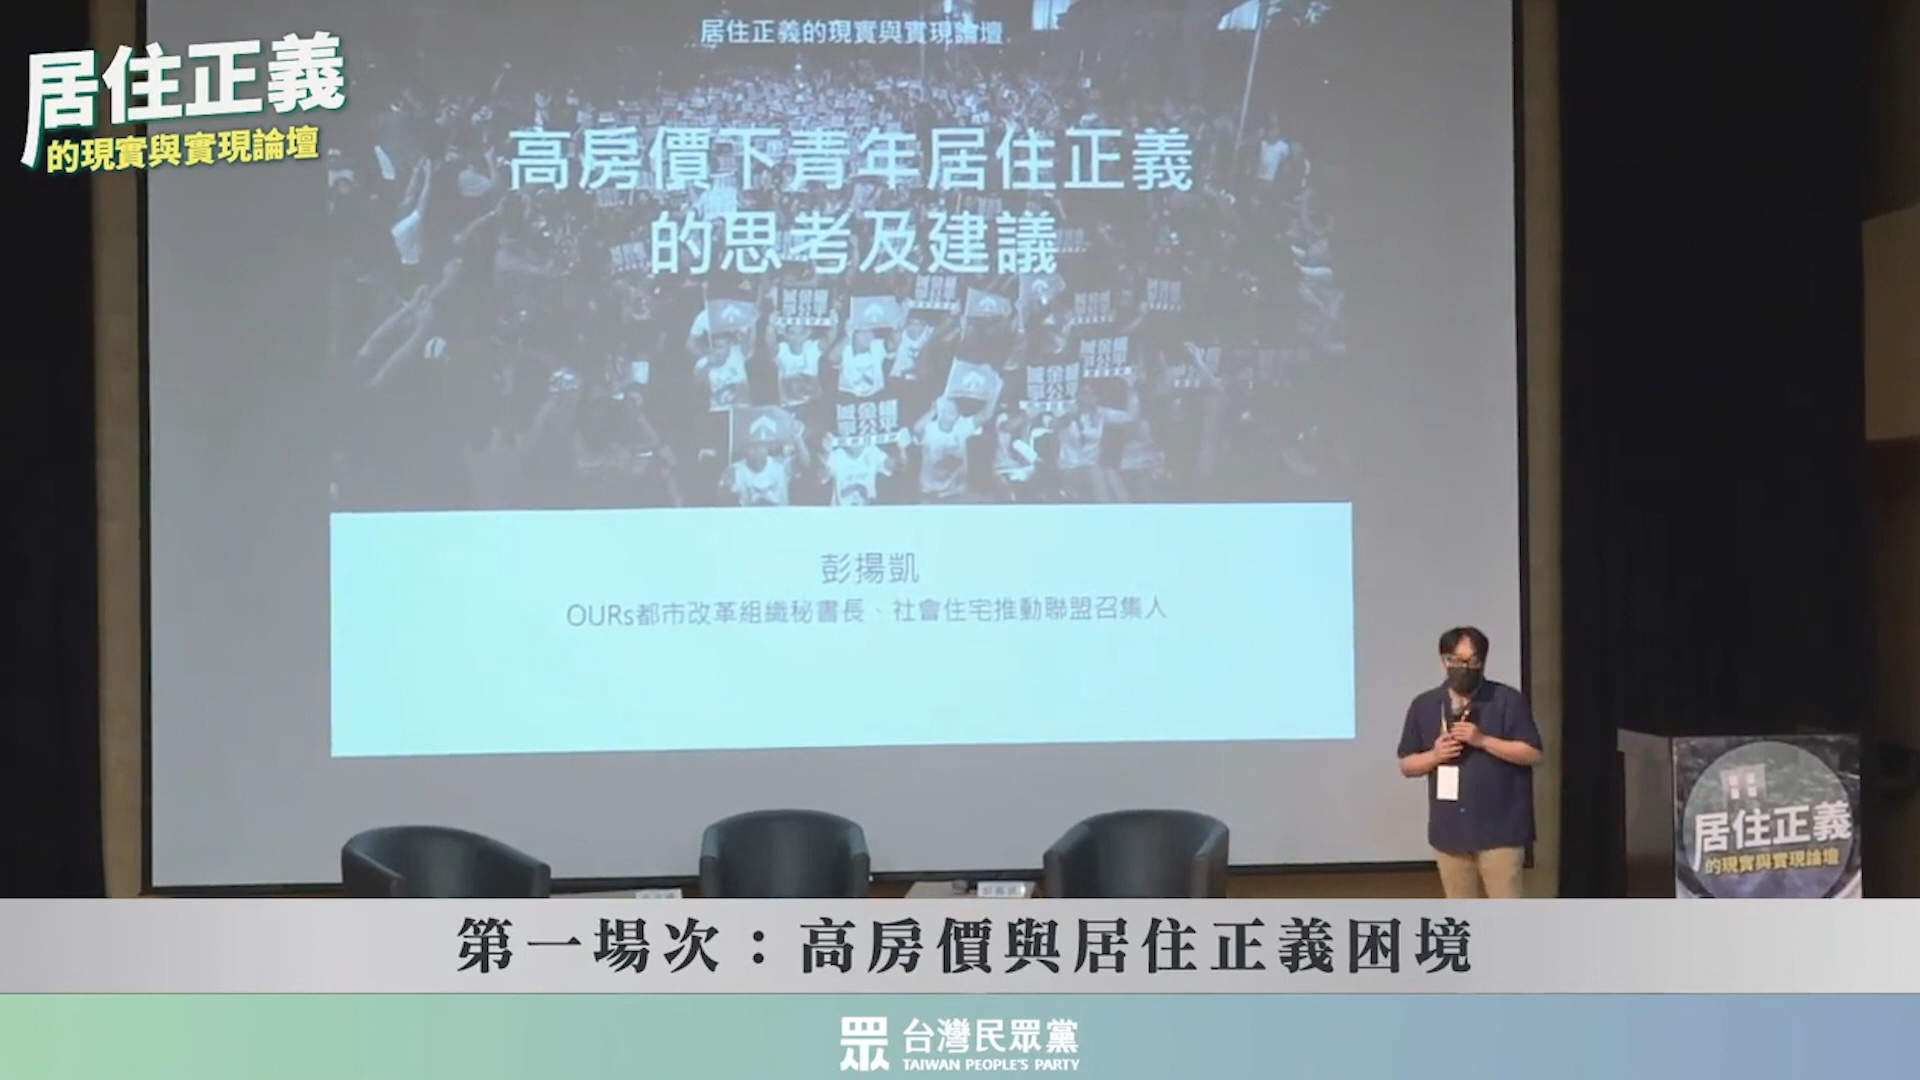 居住正義
的現實與實現論壇
居住正義的現實與實現論壇
高房價下青年居住正義
的思考及建議
彭揚凱
OURs都市改革組織秘書長、社會住宅推動聯盟召集人
居住正義
的現實與實現論壇
第一場次：高房價與居住正義困境
眾 台灣民眾黨
TAIWAN PEOPLE'S PARTY